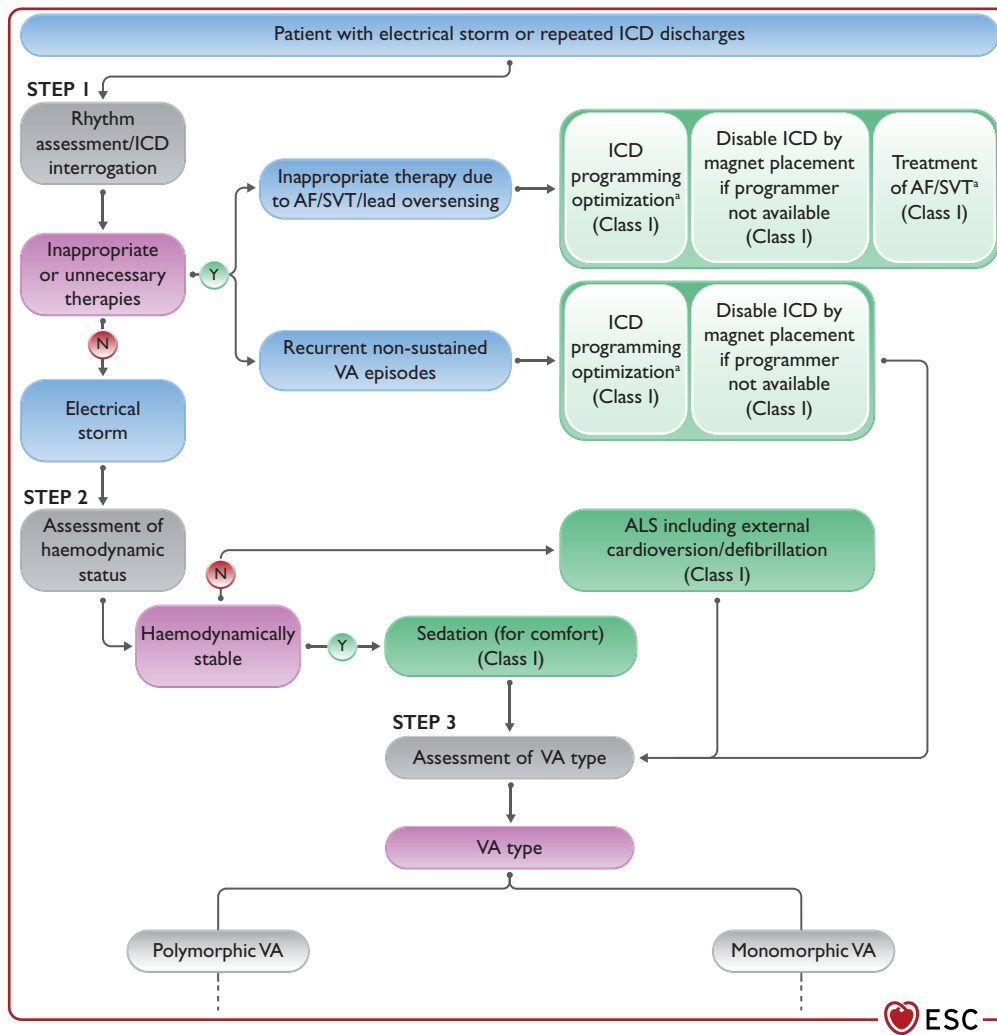 Patient with electrical storm or repeated ICD discharges
STEP 1
Rhythm
assessment/ICD
interrogation
Inappropriate
or unnecessary
therapies
Y
Inappropriate therapy due
to AF/SVT/lead oversensing
ICD
programming
optimizationᵃ
(Class I)
Disable ICD by
magnet placement
if programmer
not available
(Class I)
Treatment
of AF/SVTᵃ
(Class I)
Recurrent non-sustained
VA episodes
ICD
programming
optimizationᵃ
(Class I)
Disable ICD by
magnet placement
if programmer
not available
(Class I)
N
Electrical
storm
STEP 2
Assessment of
haemodynamic
status
Haemodynamically
stable
N
ALS including external
cardioversion/defibrillation
(Class I)
Y
Sedation (for comfort)
(Class I)
STEP 3
Assessment of VA type
VA type
Polymorphic VA
Monomorphic VA
ESC